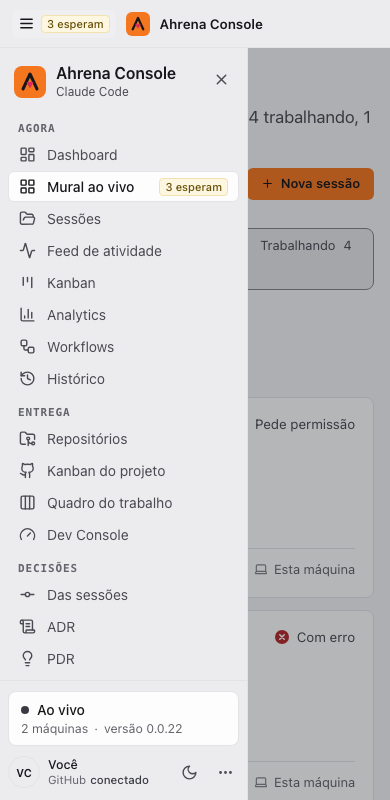 3 esperam
Ahrena Console
Ahrena Console
Claude Code
AGORA
Dashboard
Mural ao vivo 3 esperam
Sessões
Feed de atividade
Kanban
Analytics
Workflows
Histórico
ENTREGA
Repositórios
Kanban do projeto
Quadro do trabalho
Dev Console
DECISÕES
Das sessões
ADR
PDR
Ao vivo
2 máquinas · versão 0.0.22
VC
Você
GitHub conectado
4 trabalhando, 1
+ Nova sessão
Trabalhando 4
Pede permissão
Esta máquina
Com erro
Esta máquina